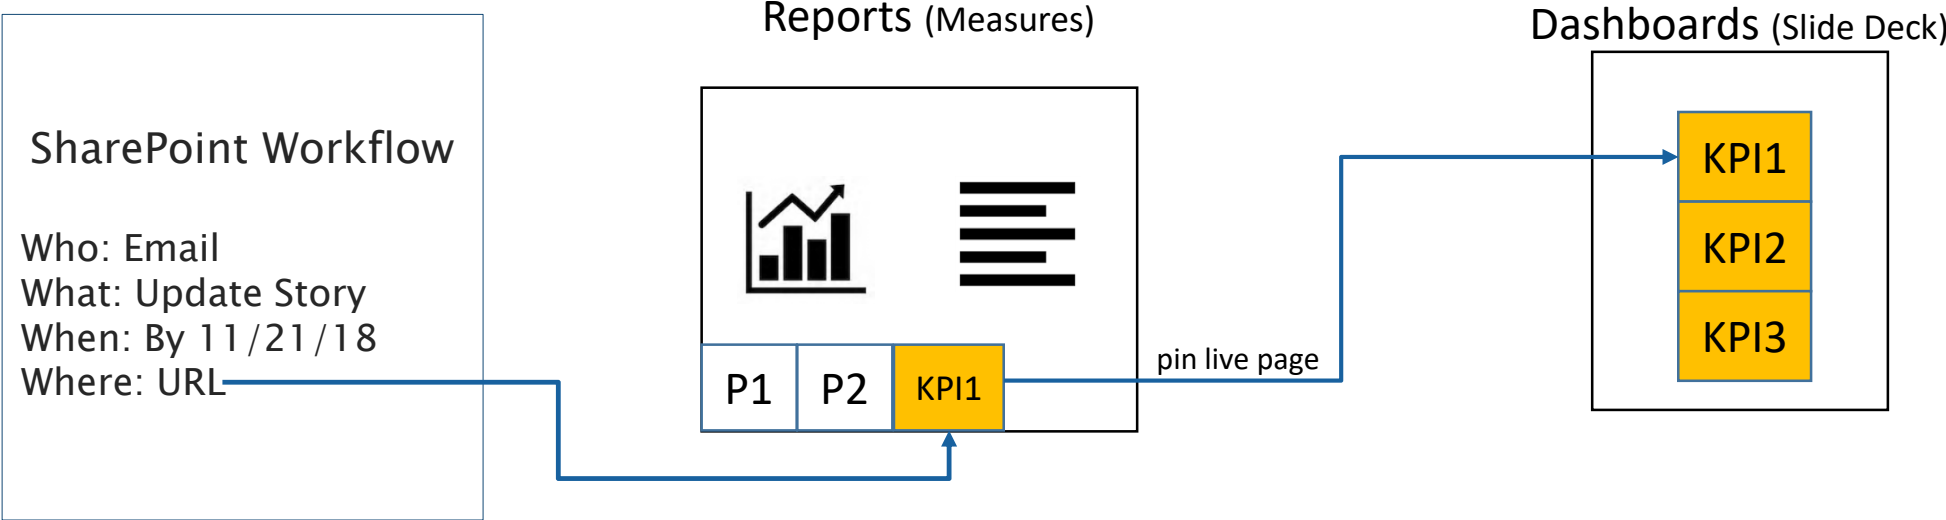 Reports (Measures)
Dashboards (Slide Deck)
SharePoint Workflow
Who: Email
What: Update Story
When: By 11/21/18
Where: URL
P1
P2
KPI1
pin live page
KPI1
KPI2
KPI3